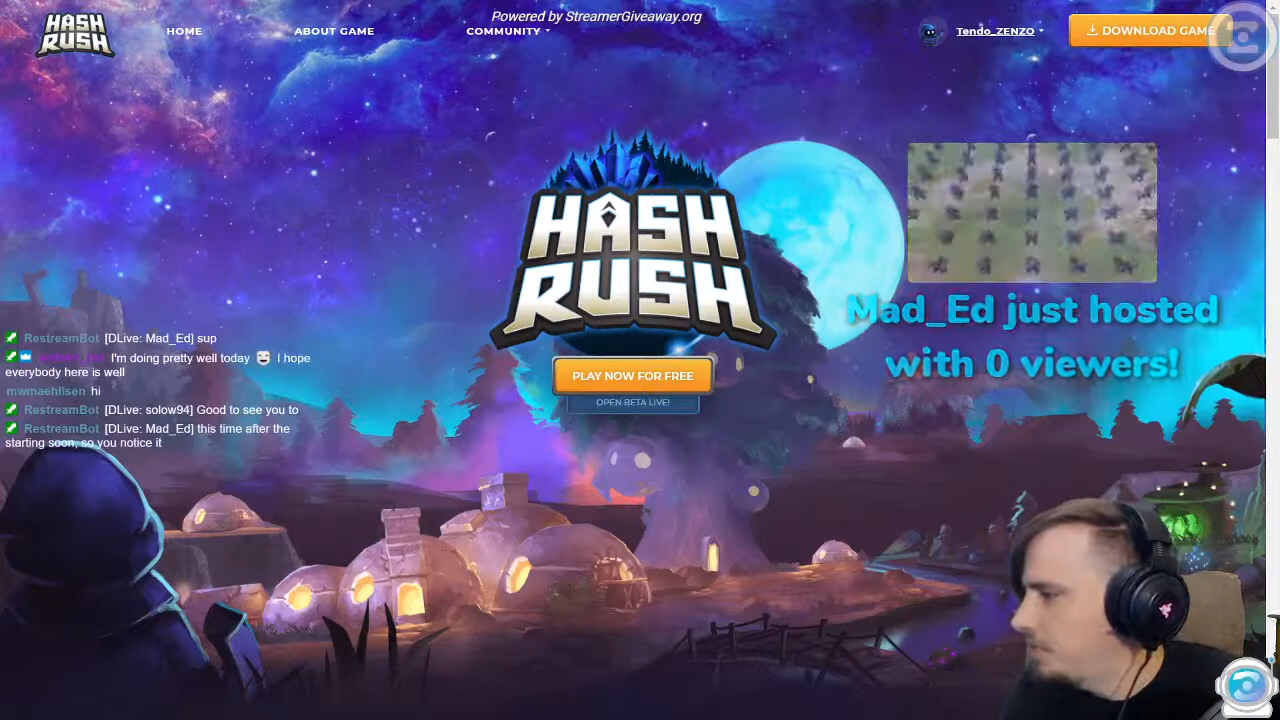 Powered by StreamerGiveaway.org
HASH
RUSH
HOME
ABOUT GAME
COMMUNITY
Tendo_ZENZO
DOWNLOAD GAME
HASH
RUSH
PLAY NOW FOR FREE
OPEN BETA LIVE!
Mad_Ed just hosted
with 0 viewers!
RestreamBot [DLive: Mad_Ed] sup
I'm doing pretty well today I hope
everybody here is well
mwmaehlisen hi
RestreamBot [DLive: solow94] Good to see you to
RestreamBot [DLive: Mad_Ed] this time after the
starting soon, so you notice it